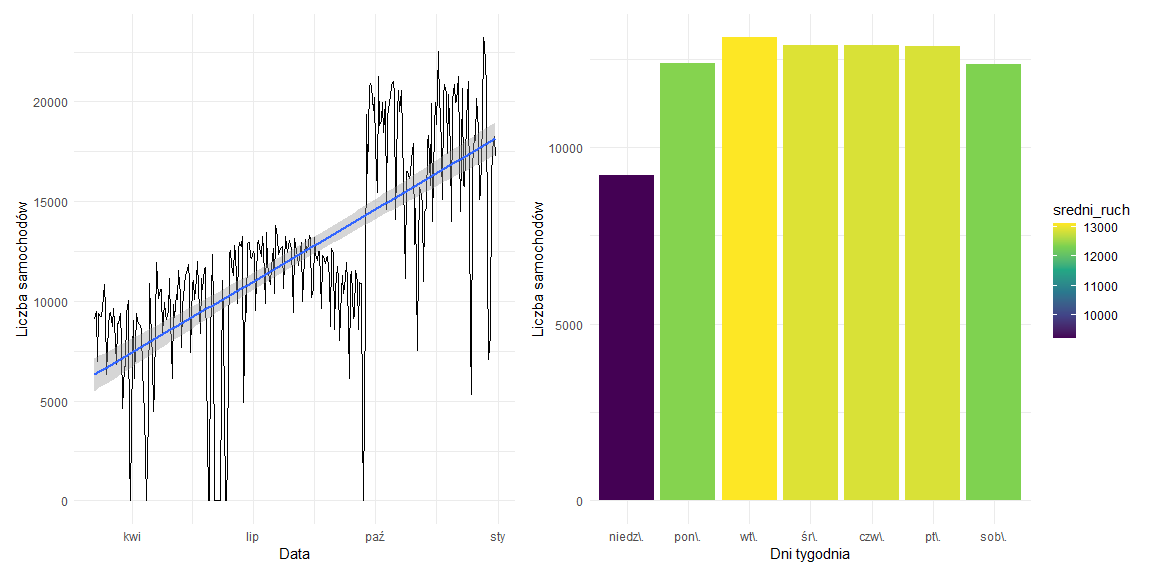 Liczba samochodów
20000
15000
10000
5000
0
kwi
lip
paź
sty
Data
Liczba samochodów
10000
5000
0
niedz\.
pon\.
wt\.
śr\.
czw\.
pt\.
sob\.
Dni tygodnia
sredni_ruch
13000
12000
11000
10000